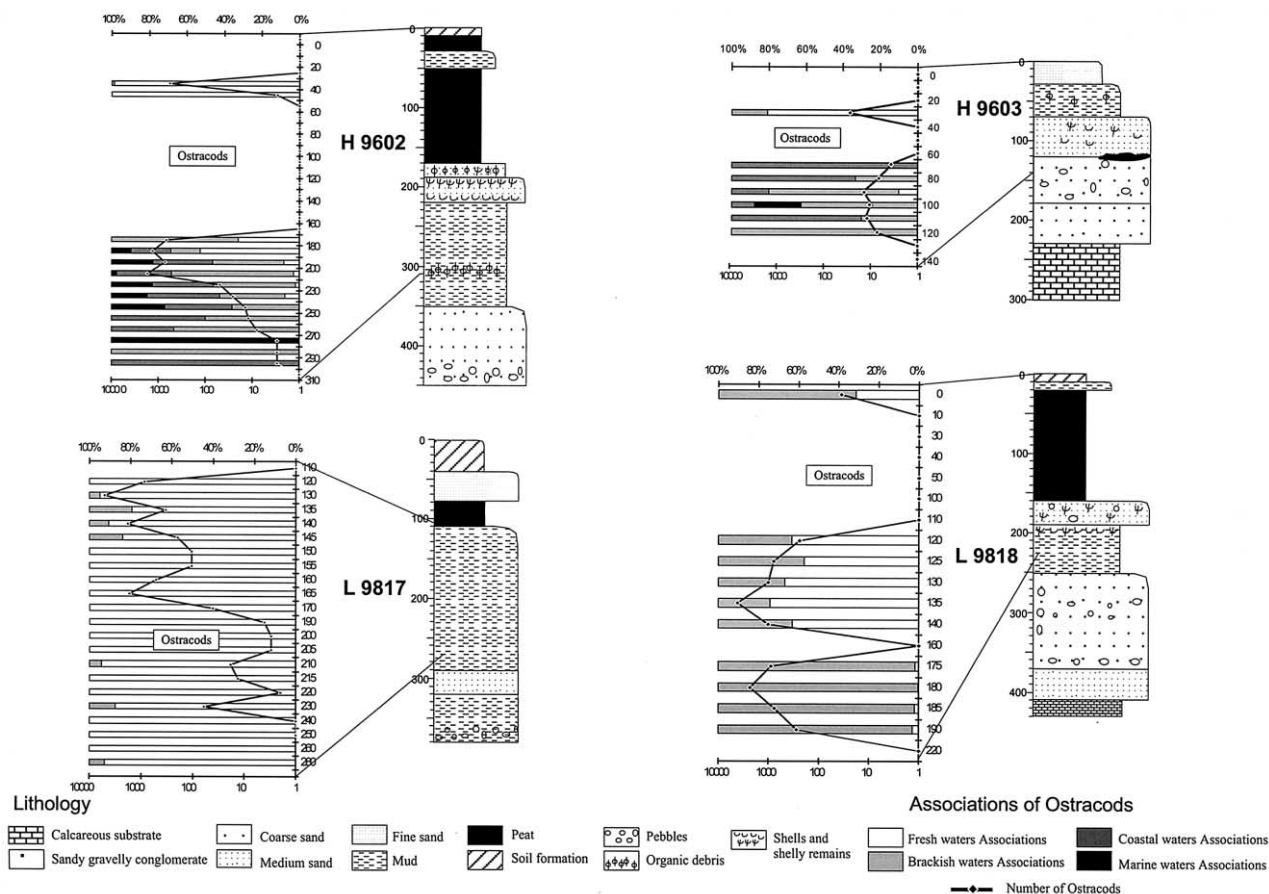 100% 80% 60% 40% 20% 0%
0
20
60
80
100
120
140
160
180
200
230
250
270
290
310
10000 1000 100 10 1
Ostracods
H 9602
0
100
200
300
400
100% 80% 60% 40% 20% 0%
0
20
40
60
80
100
120
140
10000 1000 100 10 1
Ostracods
H 9603
0
100
200
300
100% 80% 60% 40% 20% 0%
110
120
130
135
140
145
150
155
160
165
170
190
200
205
210
215
220
230
240
250
260
280
10000 1000 100 10 1
Ostracods
L 9817
0
100
200
300
100% 80% 60% 40% 20% 0%
0
10
30
50
100
110
120
125
130
135
140
160
175
180
185
190
220
10000 1000 100 10 1
Ostracods
L 9818
0
100
200
300
400
Lithology
Calcareous substrate
Sandy gravelly conglomerate
Coarse sand
Medium sand
Fine sand
Mud
Peat
Soil formation
Pebbles
Organic debris
Shells and
shelly remains
Associations of Ostracods
Fresh waters Associations
Brackish waters Associations
Coastal waters Associations
Marine waters Associations
Number of Ostracods